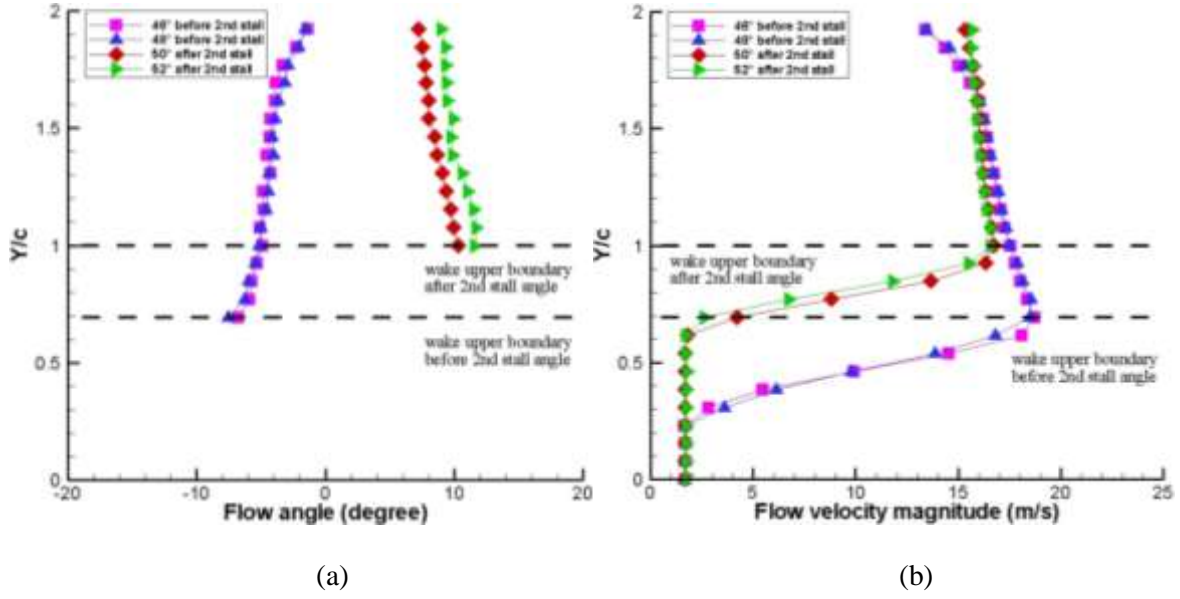 46° before 2nd stall
48° before 2nd stall
50° after 2nd stall
52° after 2nd stall
2
1.5
1
0.5
0
Y/c
wake upper boundary
after 2nd stall angle
wake upper boundary
before 2nd stall angle
-20
-10
0
10
20
Flow angle (degree)
(a)
46° before 2nd stall
48° before 2nd stall
50° after 2nd stall
52° after 2nd stall
2
1.5
1
0.5
0
Y/c
wake upper boundary
after 2nd stall angle
wake upper boundary
before 2nd stall angle
0
5
10
15
20
25
Flow velocity magnitude (m/s)
(b)